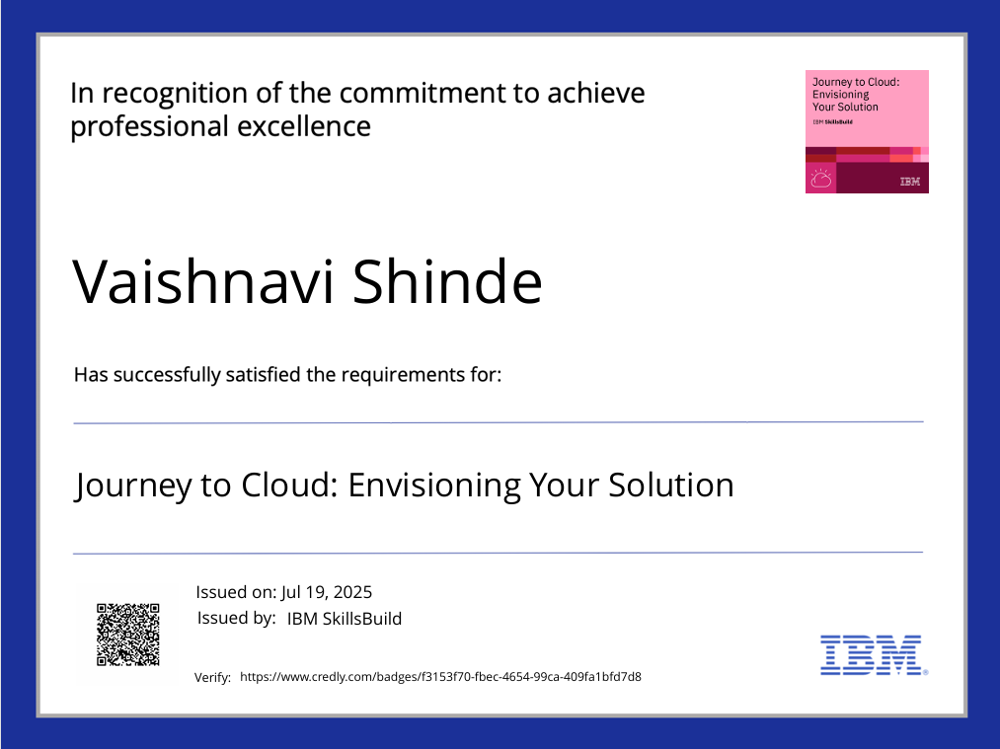 In recognition of the commitment to achieve
professional excellence
Journey to Cloud:
Envisioning
Your Solution
IBM SkillsBuild
IBM
Vaishnavi Shinde
Has successfully satisfied the requirements for:
Journey to Cloud: Envisioning Your Solution
Issued on: Jul 19, 2025
Issued by: IBM SkillsBuild
Verify: https://www.credly.com/badges/f3153f70-fbec-4654-99ca-409fa1bfd7d8
IBM®